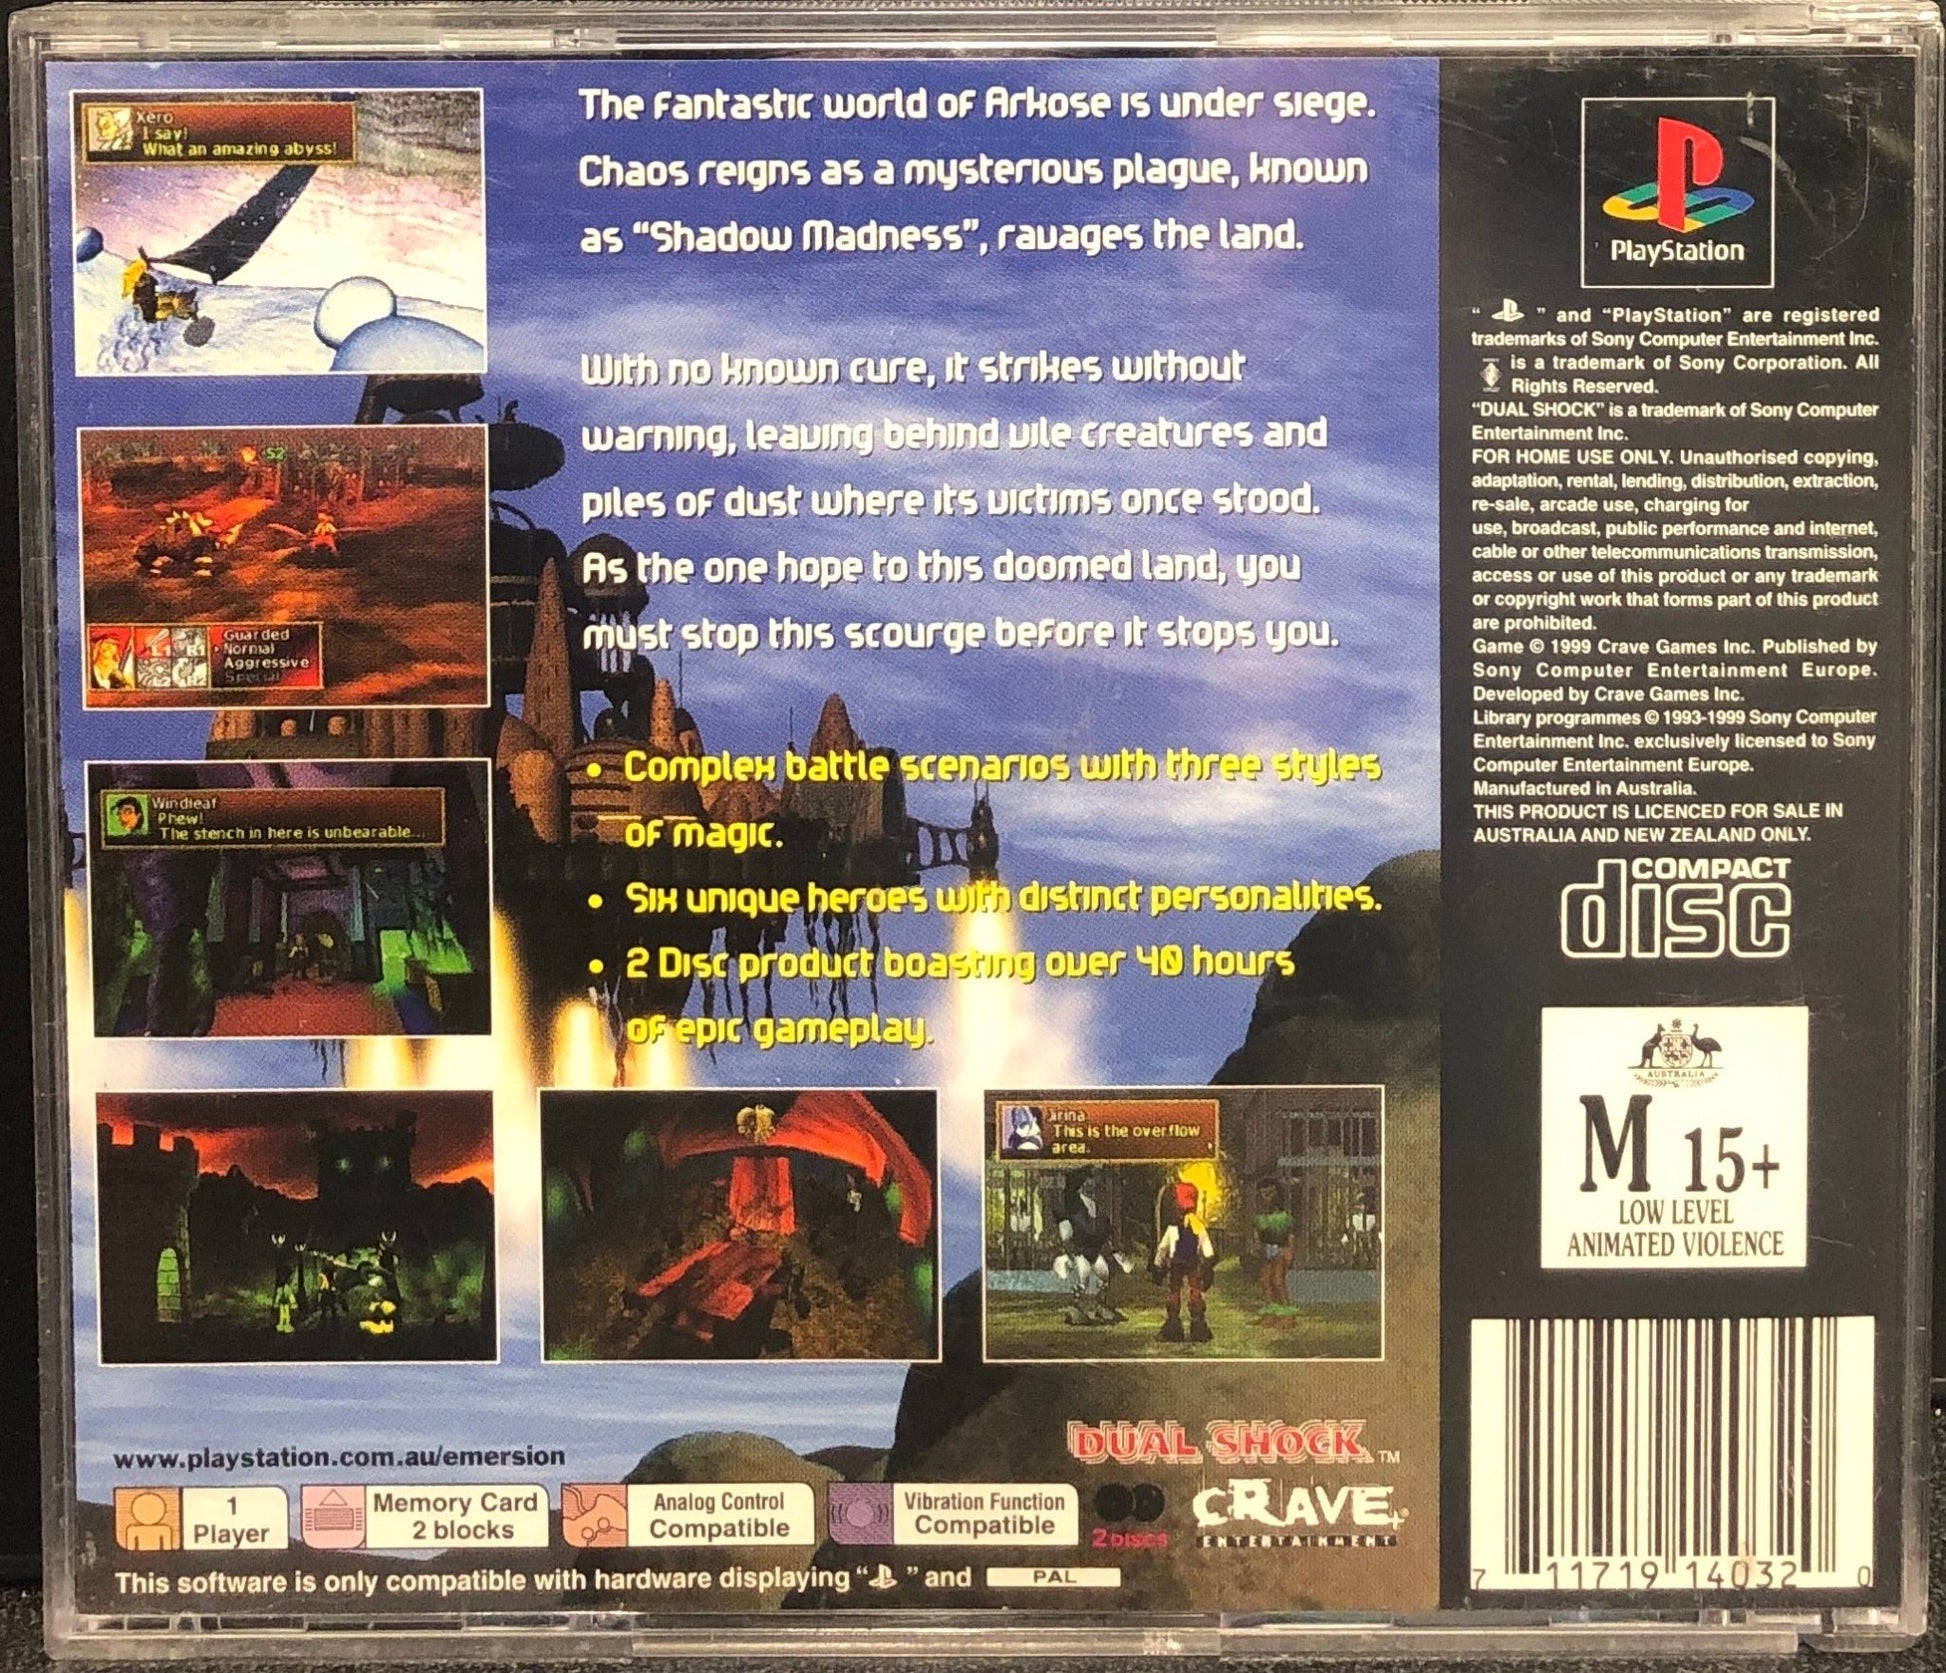 Xero
I say!
What an amazing abyss!
The fantastic world of Arkose is under siege.
Chaos reigns as a mysterious plague, known
as “Shadow Madness”, ravages the land.
With no known cure, it strikes without
warning, leaving behind vile creatures and
piles of dust where its victims once stood.
As the one hope to this doomed land, you
must stop this scourge before it stops you.
52
L1 R1
L2 R2
Guarded
Normal
Aggressive
Special
• Complex battle scenarios with three styles
of magic.
• Six unique heroes with distinct personalities.
• 2 Disc product boasting over 40 hours
of epic gameplay.
Windleaf
Phew!
The stench in here is unbearable...
Jirina
This is the overflow
area.
www.playstation.com.au/emersion
1
Player
Memory Card
2 blocks
Analog Control
Compatible
Vibration Function
Compatible
2 DISCS
DUAL SHOCK™
CRAVE
ENTERTAINMENT
This software is only compatible with hardware displaying “ ” and PAL
PlayStation
“ ” and “PlayStation” are registered
trademarks of Sony Computer Entertainment Inc.
is a trademark of Sony Corporation. All
Rights Reserved.
“DUAL SHOCK” is a trademark of Sony Computer
Entertainment Inc.
FOR HOME USE ONLY. Unauthorised copying,
adaptation, rental, lending, distribution, extraction,
re-sale, arcade use, charging for
use, broadcast, public performance and internet,
cable or other telecommunications transmission,
access or use of this product or any trademark
or copyright work that forms part of this product
are prohibited.
Game © 1999 Crave Games Inc. Published by
Sony Computer Entertainment Europe.
Developed by Crave Games Inc.
Library programmes © 1993-1999 Sony Computer
Entertainment Inc. exclusively licensed to Sony
Computer Entertainment Europe.
Manufactured in Australia.
THIS PRODUCT IS LICENCED FOR SALE IN
AUSTRALIA AND NEW ZEALAND ONLY.
COMPACT
disc
AUSTRALIA
M 15+
LOW LEVEL
ANIMATED VIOLENCE
7 11719 14032 0